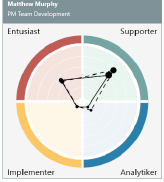 Matthew Murphy
PM Team Development
Entusiast Supporter
Implementer Analytiker